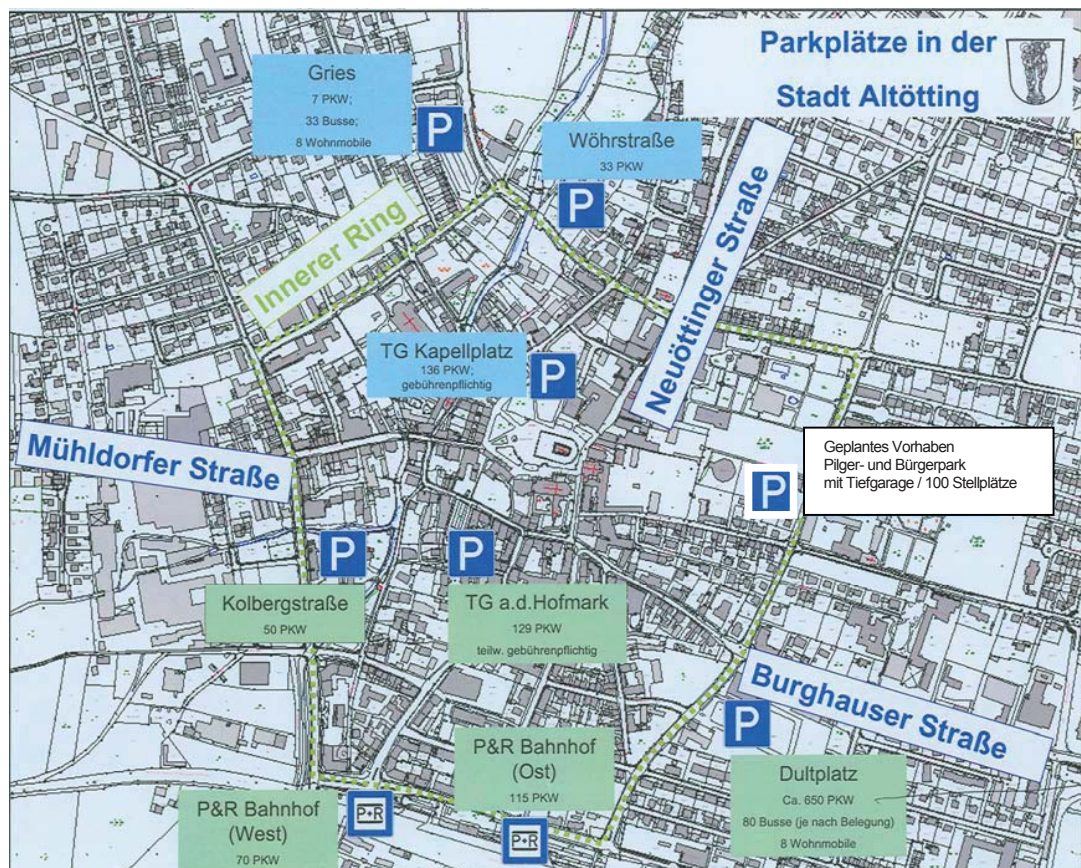 Parkplätze in der
Stadt Altötting
Gries
7 PKW;
33 Busse;
8 Wohnmobile
P
Wöhrstraße
33 PKW
P
Innerer Ring
Neuöttinger Straße
TG Kapellplatz
136 PKW;
gebührenpflichtig
P
Mühldorfer Straße
Geplantes Vorhaben
Pilger- und Bürgerpark
mit Tiefgarage / 100 Stellplätze
P
P
P
Kolbergstraße
50 PKW
TG a.d.Hofmark
129 PKW
teilw. gebührenpflichtig
Burghauser Straße
P
P&R Bahnhof
(Ost)
115 PKW
Dultplatz
Ca. 650 PKW
80 Busse (je nach Belegung)
8 Wohnmobile
P&R Bahnhof
(West)
70 PKW
P+R
P+R